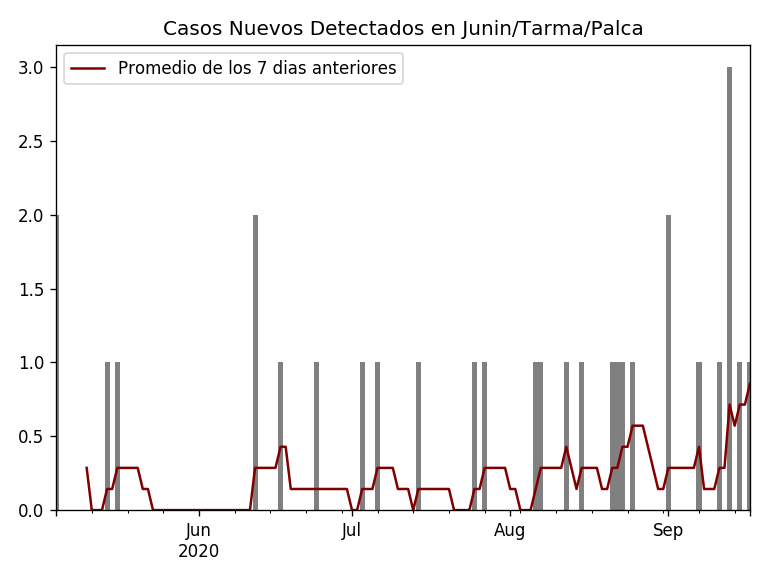 Casos Nuevos Detectados en Junin/Tarma/Palca
Promedio de los 7 dias anteriores
3.0
2.5
2.0
1.5
1.0
0.5
0.0
Jun Jul Aug Sep
2020